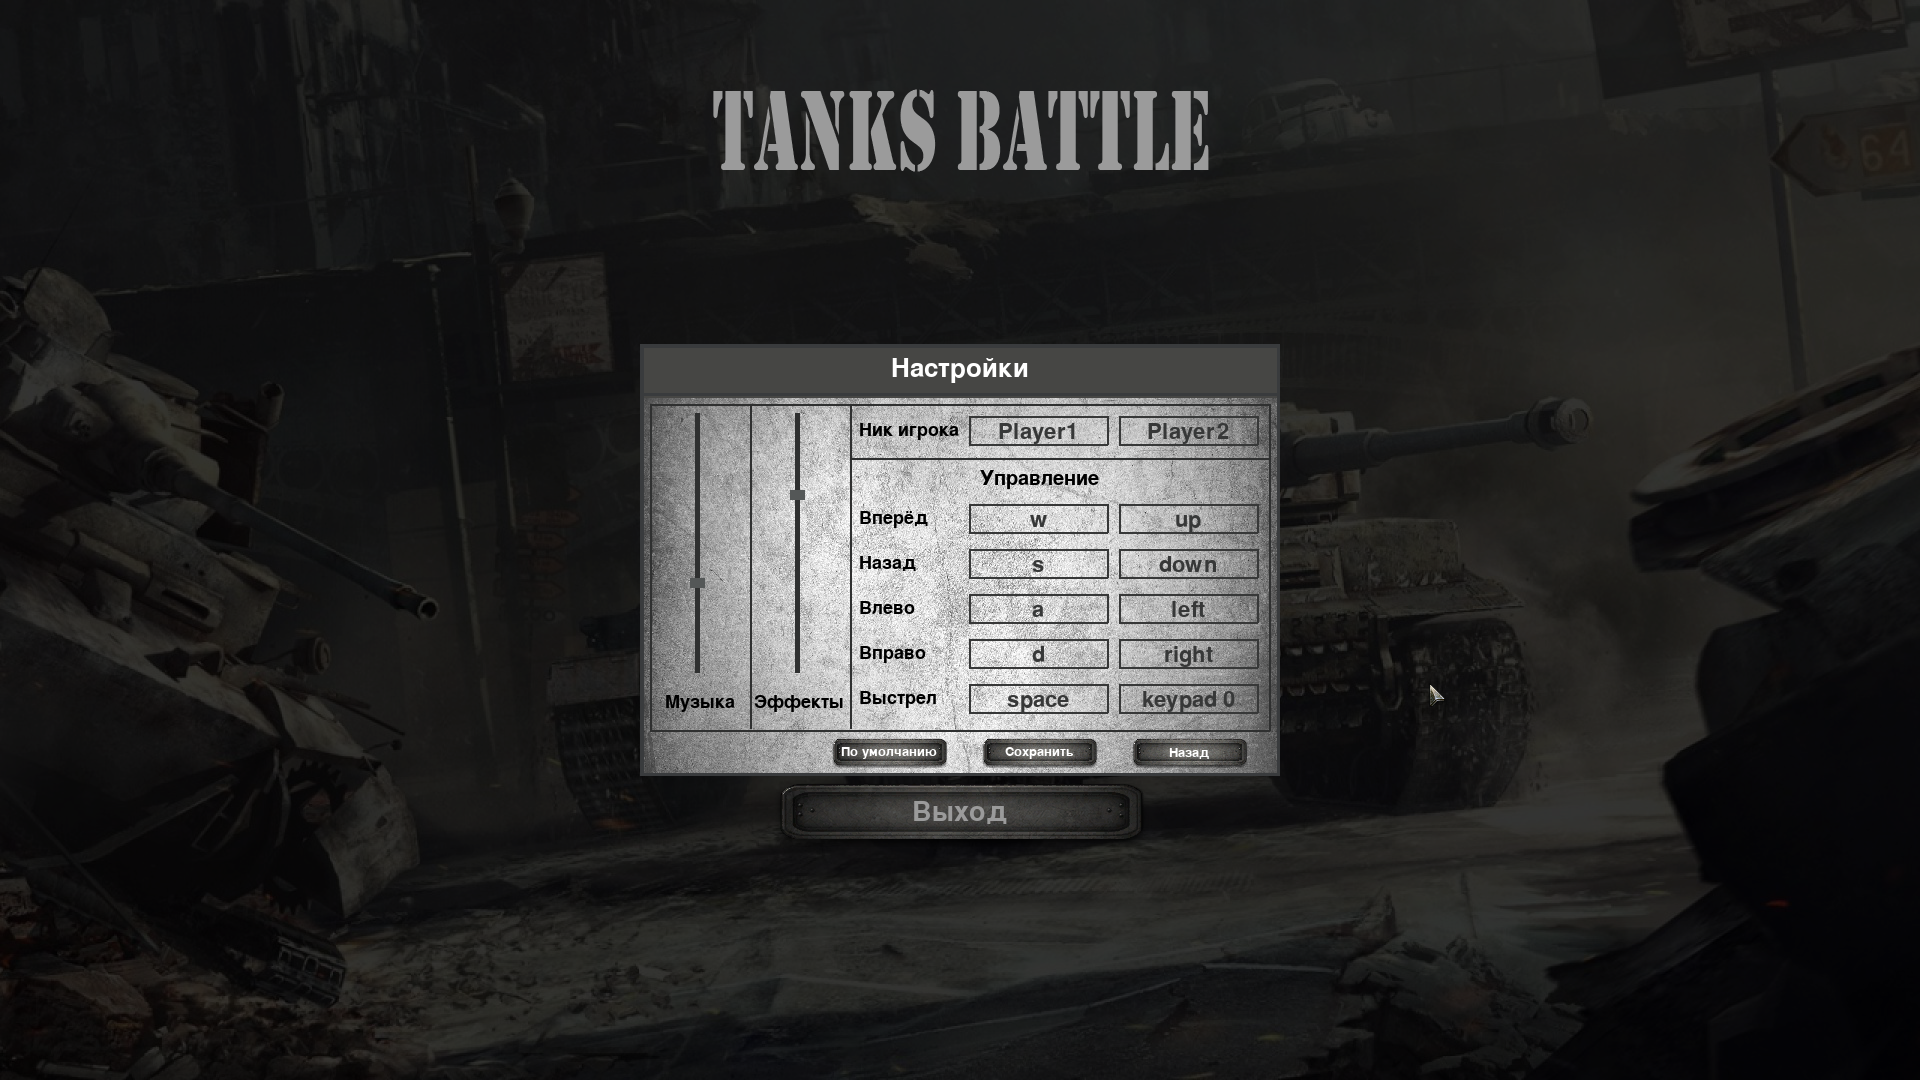 TANKS BATTLE
64
Настройки
Ник игрока Player1 Player2
Управление
Вперёд w up
Назад s down
Влево a left
Вправо d right
Выстрел space keypad 0
Музыка Эффекты
По умолчанию Сохранить Назад
Выход